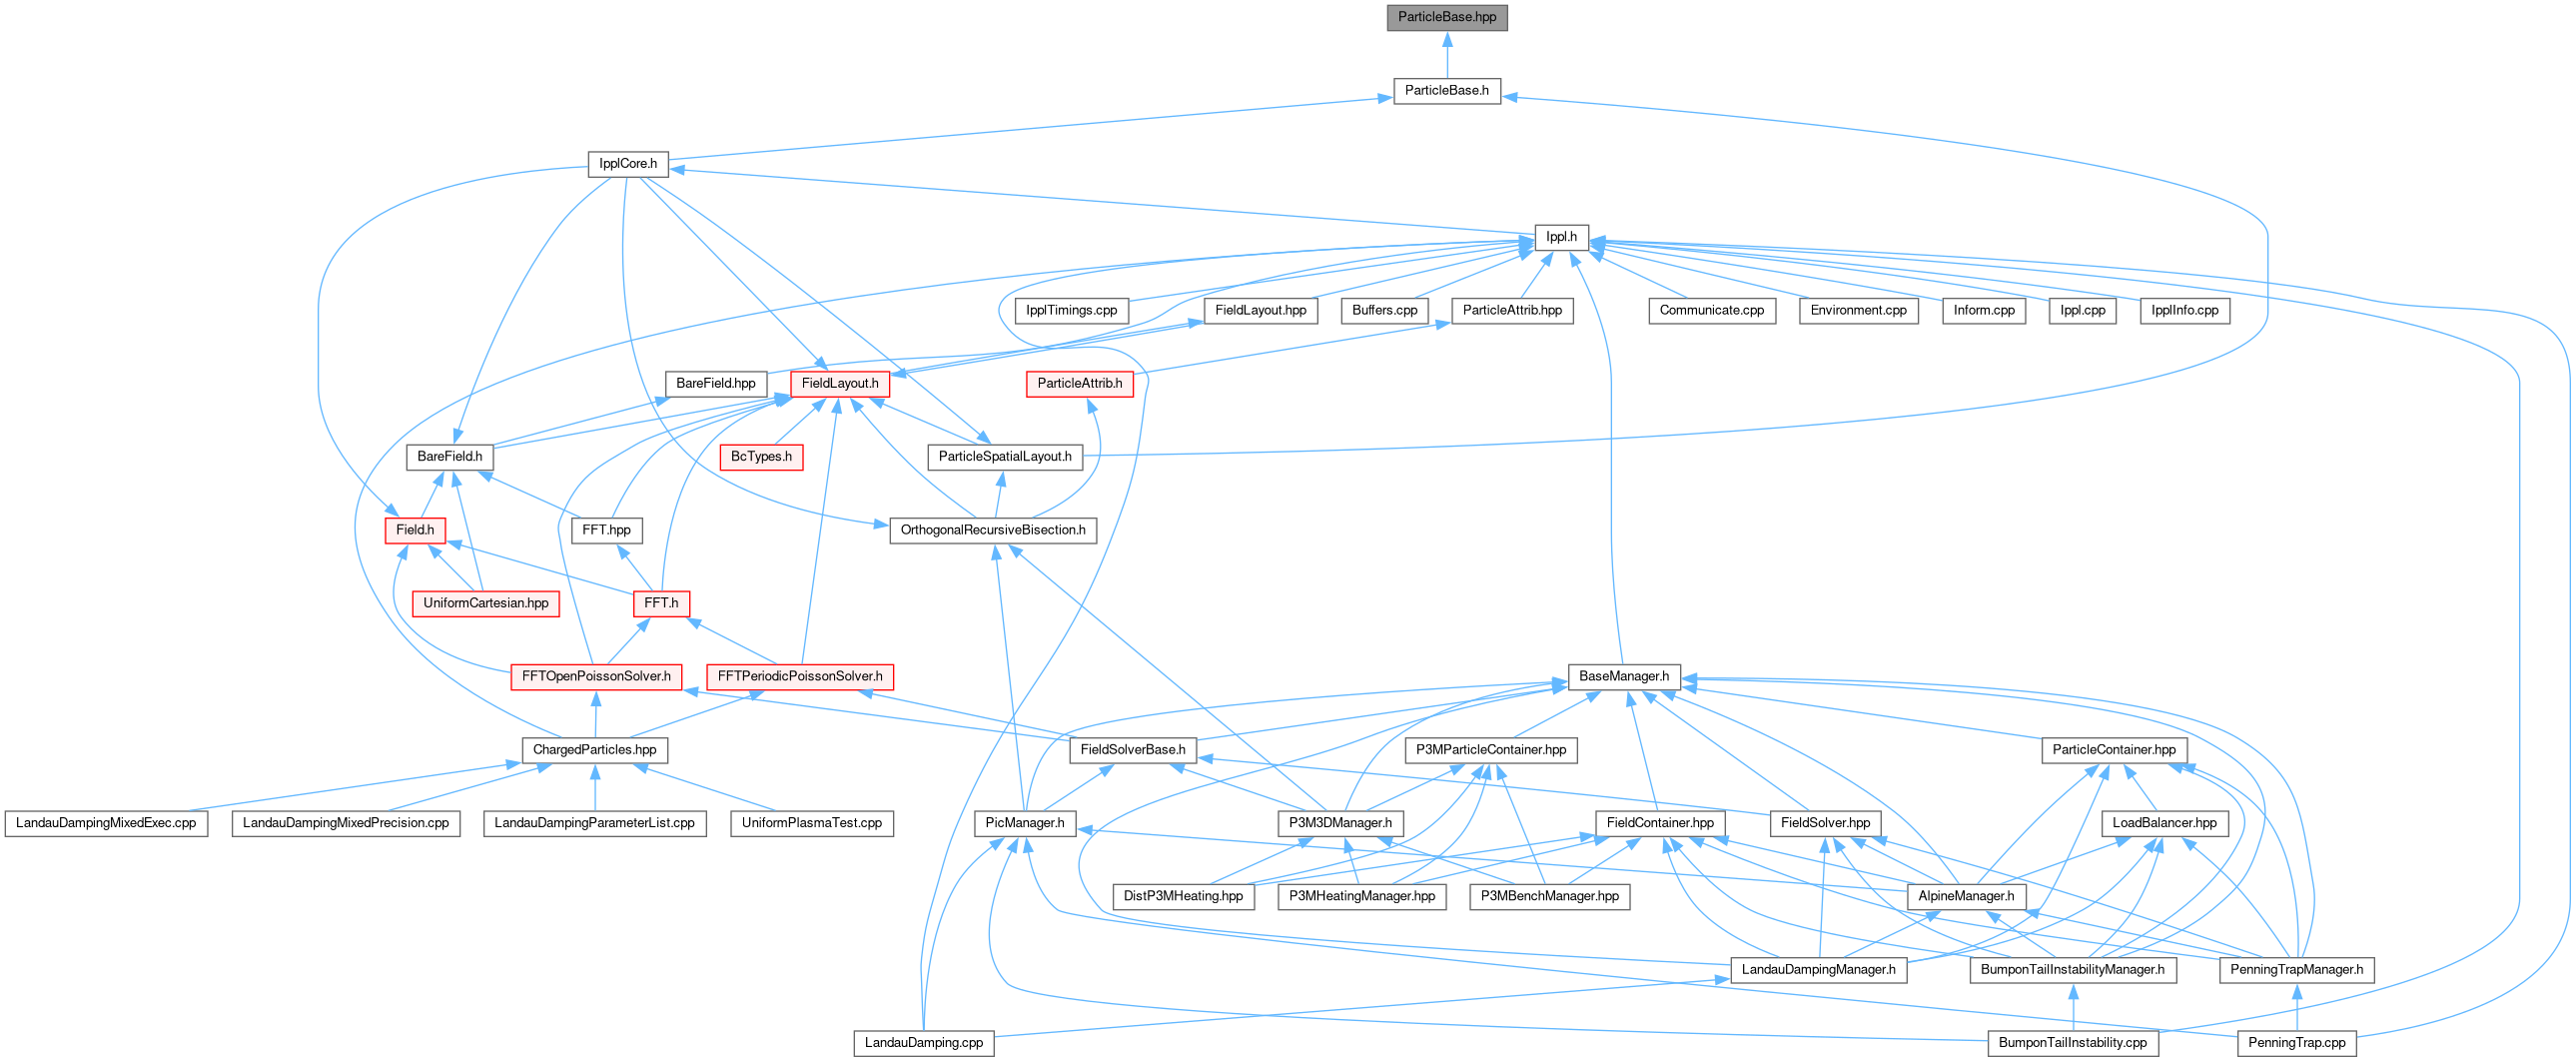 ParticleBase.hpp
ParticleBase.h
IpplCore.h
Ippl.h
IpplTimings.cpp
FieldLayout.hpp
Buffers.cpp
ParticleAttrib.hpp
Communicate.cpp
Environment.cpp
Inform.cpp
Ippl.cpp
IpplInfo.cpp
BareField.hpp
FieldLayout.h
ParticleAttrib.h
BareField.h
BcTypes.h
ParticleSpatialLayout.h
Field.h
FFT.hpp
OrthogonalRecursiveBisection.h
UniformCartesian.hpp
FFT.h
FFTOpenPoissonSolver.h
FFTPeriodicPoissonSolver.h
BaseManager.h
ChargedParticles.hpp
FieldSolverBase.h
P3MParticleContainer.hpp
ParticleContainer.hpp
LandauDampingMixedExec.cpp
LandauDampingMixedPrecision.cpp
LandauDampingParameterList.cpp
UniformPlasmaTest.cpp
PicManager.h
P3M3DManager.h
FieldContainer.hpp
FieldSolver.hpp
LoadBalancer.hpp
DistP3MHeating.hpp
P3MHeatingManager.hpp
P3MBenchManager.hpp
AlpineManager.h
LandauDampingManager.h
BumponTailInstabilityManager.h
PenningTrapManager.h
LandauDamping.cpp
BumponTailInstability.cpp
PenningTrap.cpp